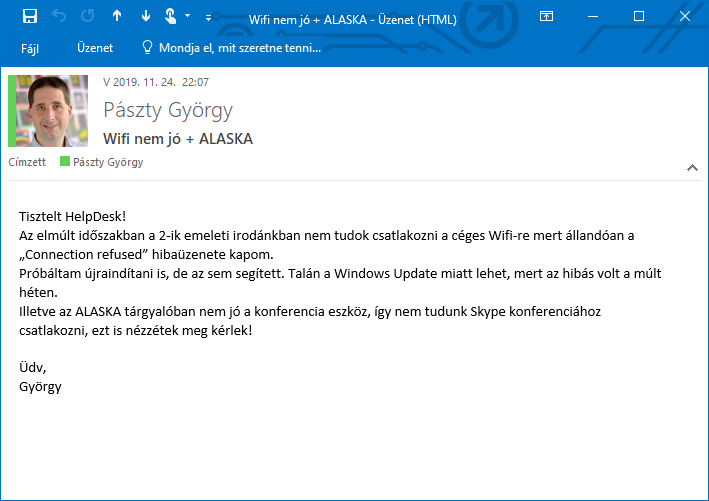 Wifi nem jó + ALASKA - Üzenet (HTML)
Fájl Üzenet Mondja el, mit szeretne tenni...
V 2019. 11. 24. 22:07
Pászty György
Wifi nem jó + ALASKA
Címzett Pászty György
Tisztelt HelpDesk!
Az elmúlt időszakban a 2-ik emeleti irodánkban nem tudok csatlakozni a céges Wifi-re mert állandóan a
„Connection refused” hibaüzenete kapom.
Próbáltam újraindítani is, de az sem segített. Talán a Windows Update miatt lehet, mert az hibás volt a múlt
héten.
Illetve az ALASKA tárgyalóban nem jó a konferencia eszköz, így nem tudunk Skype konferenciához
csatlakozni, ezt is nézzétek meg kérlek!
Üdv,
György